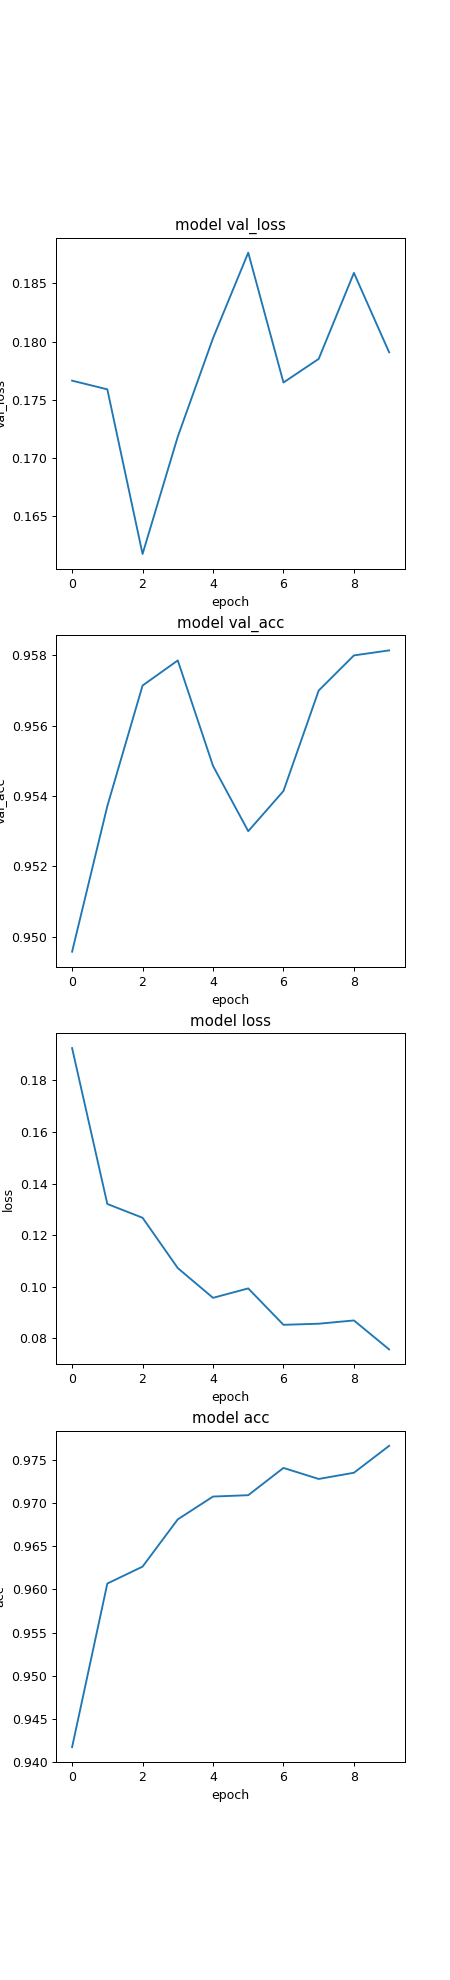 model val_loss
0.185
0.180
0.175
0.170
0.165
val_loss
0 2 4 6 8
epoch
model val_acc
0.958
0.956
0.954
0.952
0.950
val_acc
0 2 4 6 8
epoch
model loss
0.18
0.16
0.14
0.12
0.10
0.08
loss
0 2 4 6 8
epoch
model acc
0.975
0.970
0.965
0.960
0.955
0.950
0.945
0.940
acc
0 2 4 6 8
epoch